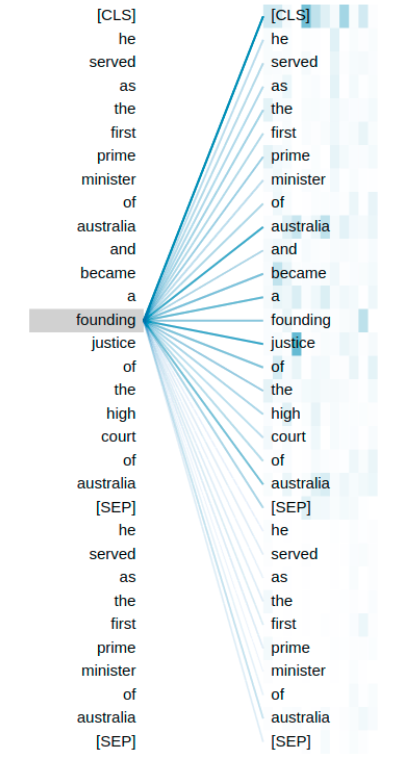 [CLS] [CLS]
he he
served served
as as
the the
first first
prime prime
minister minister
of of
australia australia
and and
became became
a a
founding founding
justice justice
of of
the the
high high
court court
of of
australia australia
[SEP] [SEP]
he he
served served
as as
the the
first first
prime prime
minister minister
of of
australia australia
[SEP] [SEP]